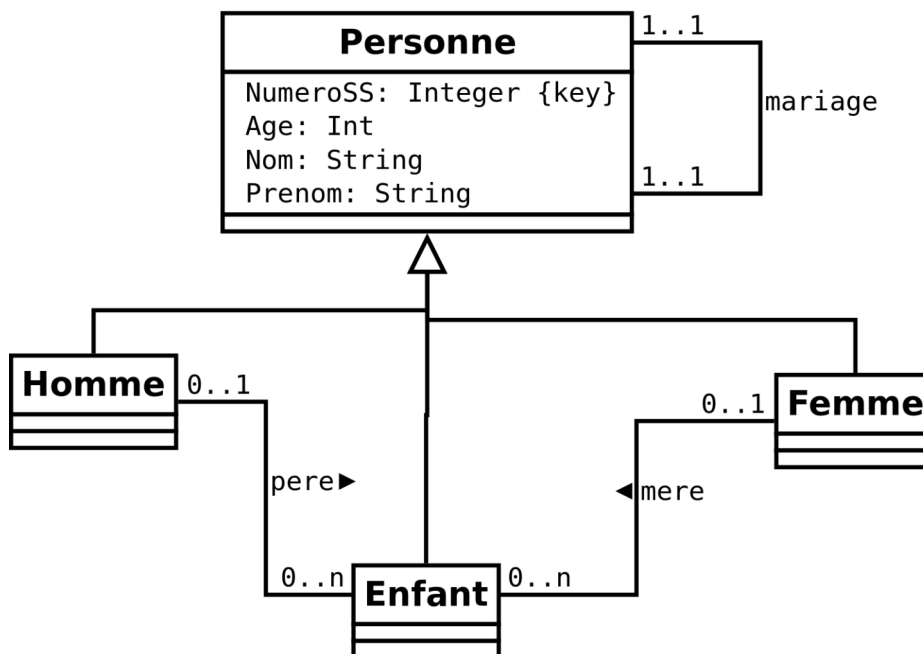 Personne
1..1
NumeroSS: Integer {key}
mariage
Age: Int
Nom: String
Prenom: String
1..1
Homme
0..1
0..1
Femme
pere►
◄mere
0..n
Enfant
0..n